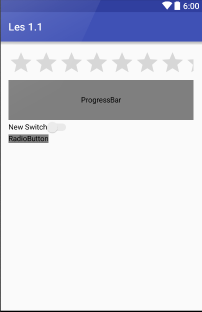 6:00
Les 1.1
ProgressBar
New Switch
RadioButton